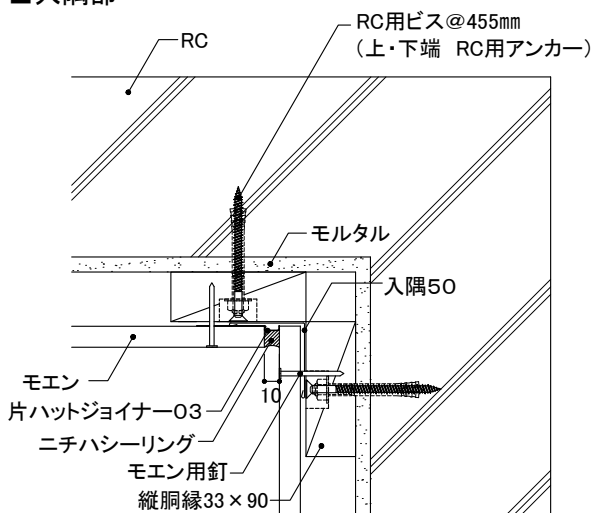 RC
RC用ビス@455mm
（上・下端 RC用アンカー）
モルタル
入隅50
モエン
片ハットジョイナー03
10
ニチハシーリング
モエン用釘
縦胴縁33×90